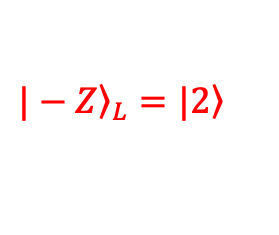 | − Z⟩_L = |2⟩